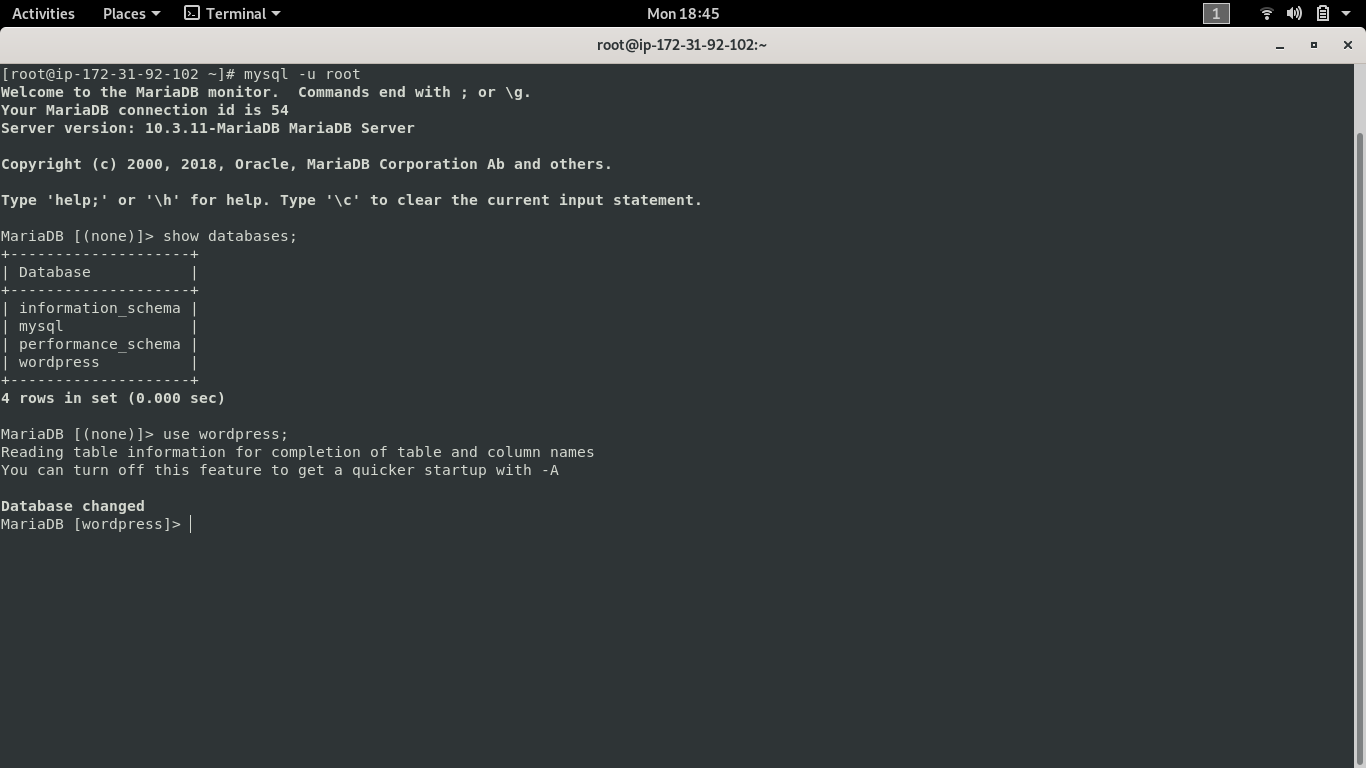 Activities Places Terminal Mon 18:45 1
root@ip-172-31-92-102:~
[root@ip-172-31-92-102 ~]# mysql -u root
Welcome to the MariaDB monitor.  Commands end with ; or \g.
Your MariaDB connection id is 54
Server version: 10.3.11-MariaDB MariaDB Server
Copyright (c) 2000, 2018, Oracle, MariaDB Corporation Ab and others.
Type 'help;' or '\h' for help. Type '\c' to clear the current input statement.
MariaDB [(none)]> show databases;
+--------------------+
| Database           |
+--------------------+
| information_schema |
| mysql              |
| performance_schema |
| wordpress          |
+--------------------+
4 rows in set (0.000 sec)
MariaDB [(none)]> use wordpress;
Reading table information for completion of table and column names
You can turn off this feature to get a quicker startup with -A
Database changed
MariaDB [wordpress]>